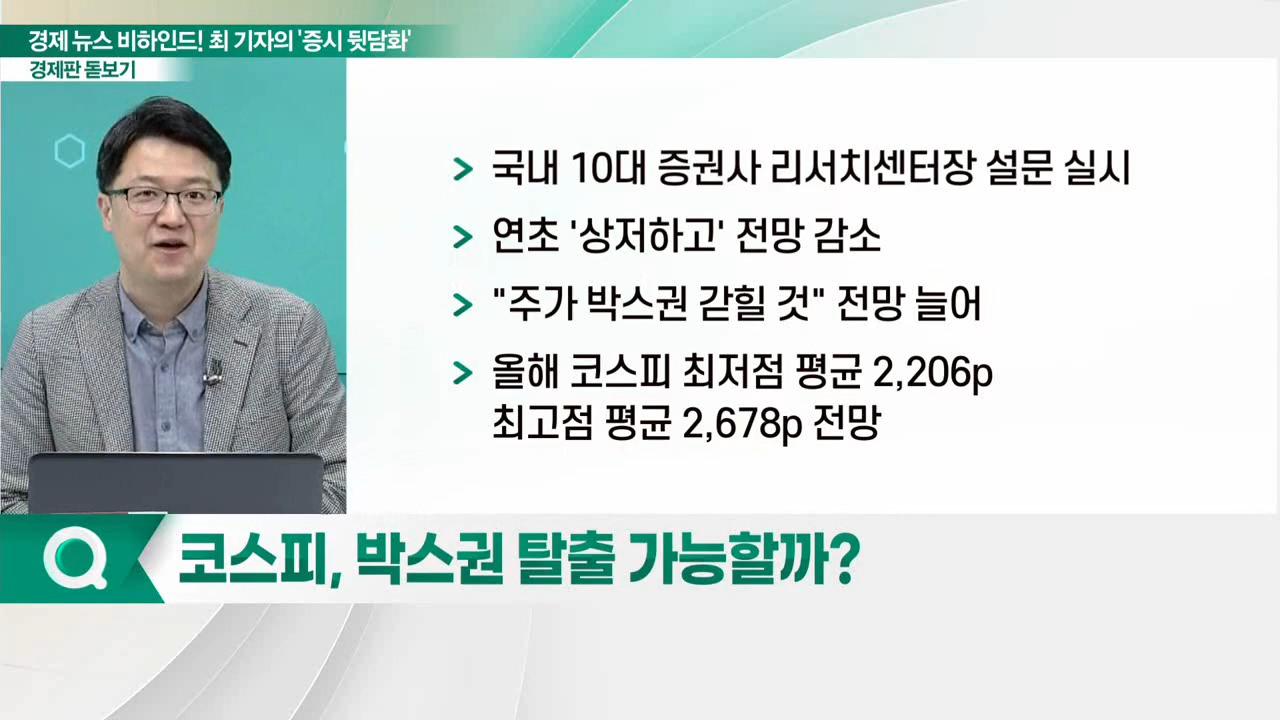 경제 뉴스 비하인드! 최 기자의 '증시 뒷담화'
경제판 돋보기
> 국내 10대 증권사 리서치센터장 설문 실시
> 연초 '상저하고' 전망 감소
> "주가 박스권 갇힐 것" 전망 늘어
> 올해 코스피 최저점 평균 2,206p
최고점 평균 2,678p 전망
Q 코스피, 박스권 탈출 가능할까?